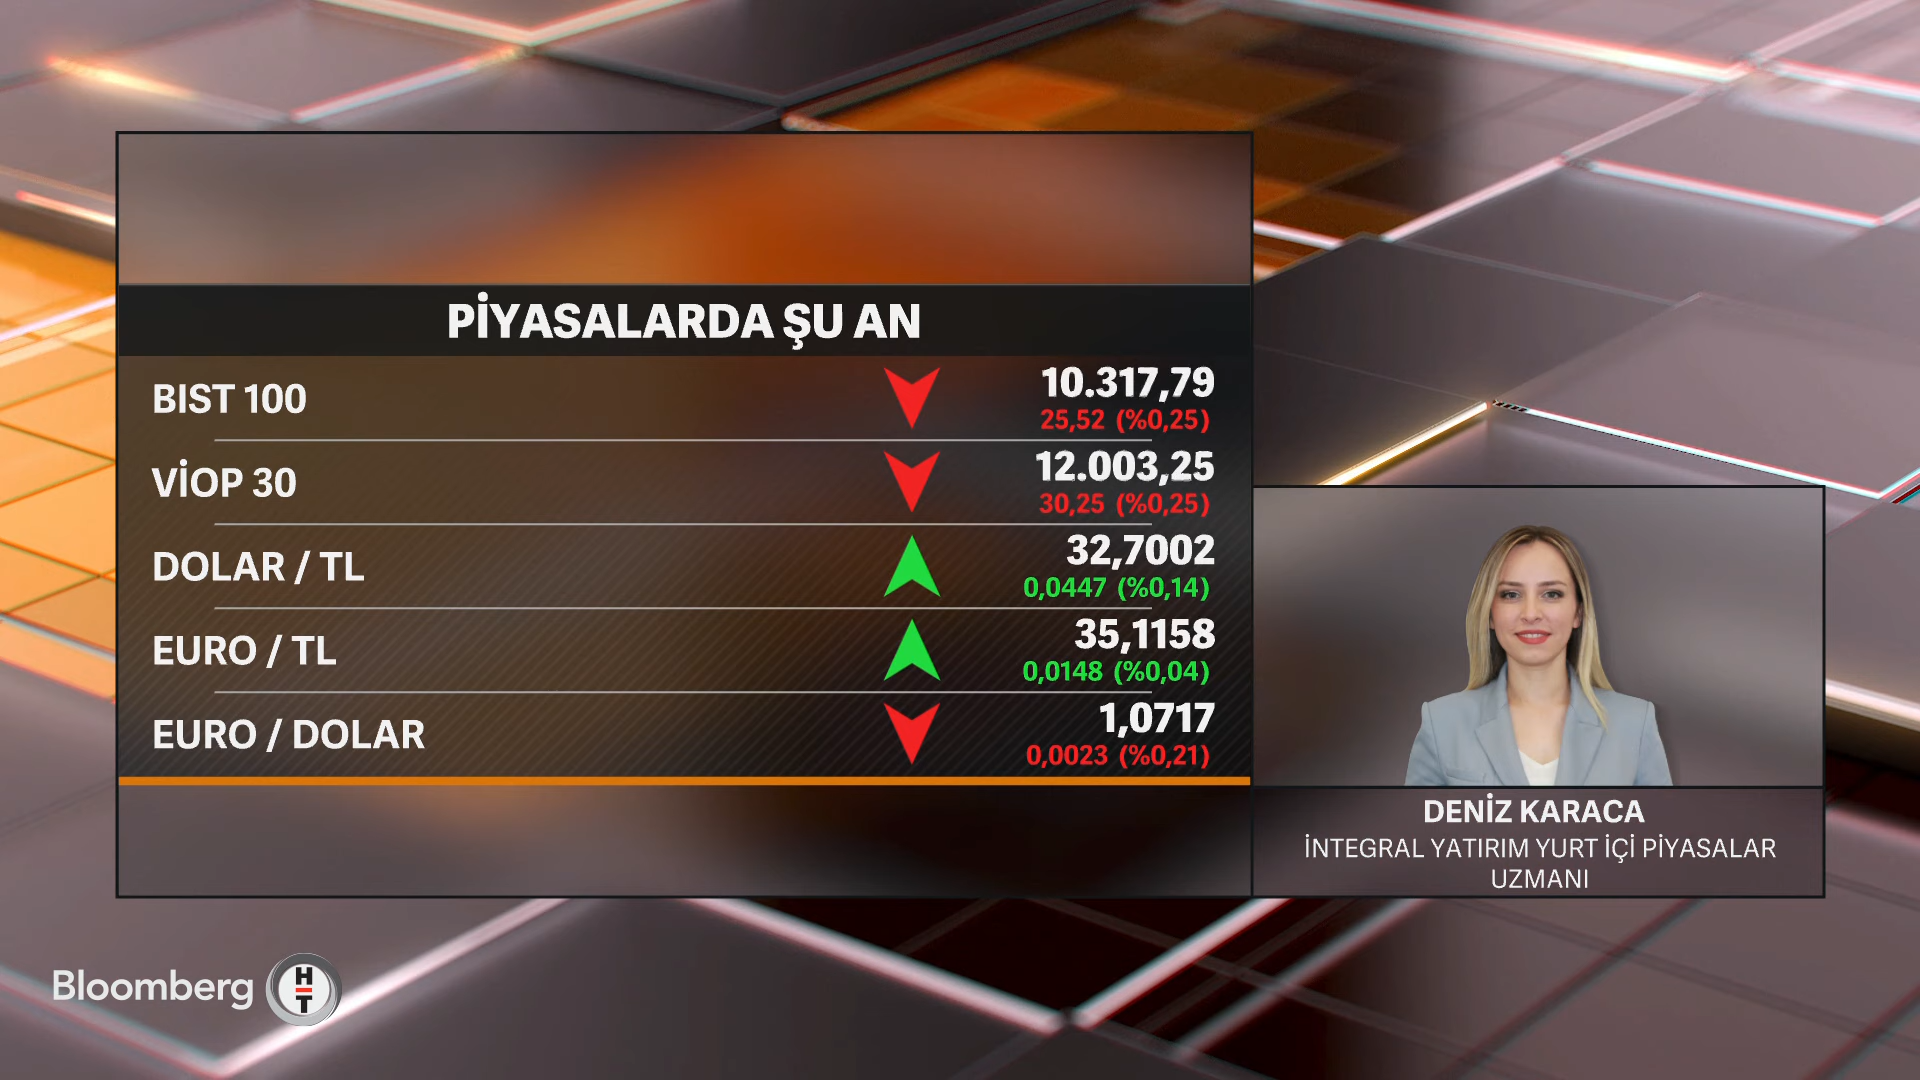 PİYASALARDA ŞU AN
BIST 100
10.317,79
25,52 (%0,25)
VİOP 30
12.003,25
30,25 (%0,25)
DOLAR / TL
32,7002
0,0447 (%0,14)
EURO / TL
35,1158
0,0148 (%0,04)
EURO / DOLAR
1,0717
0,0023 (%0,21)
DENİZ KARACA
İNTEGRAL YATIRIM YURT İÇİ PİYASALAR
UZMANI
Bloomberg HT